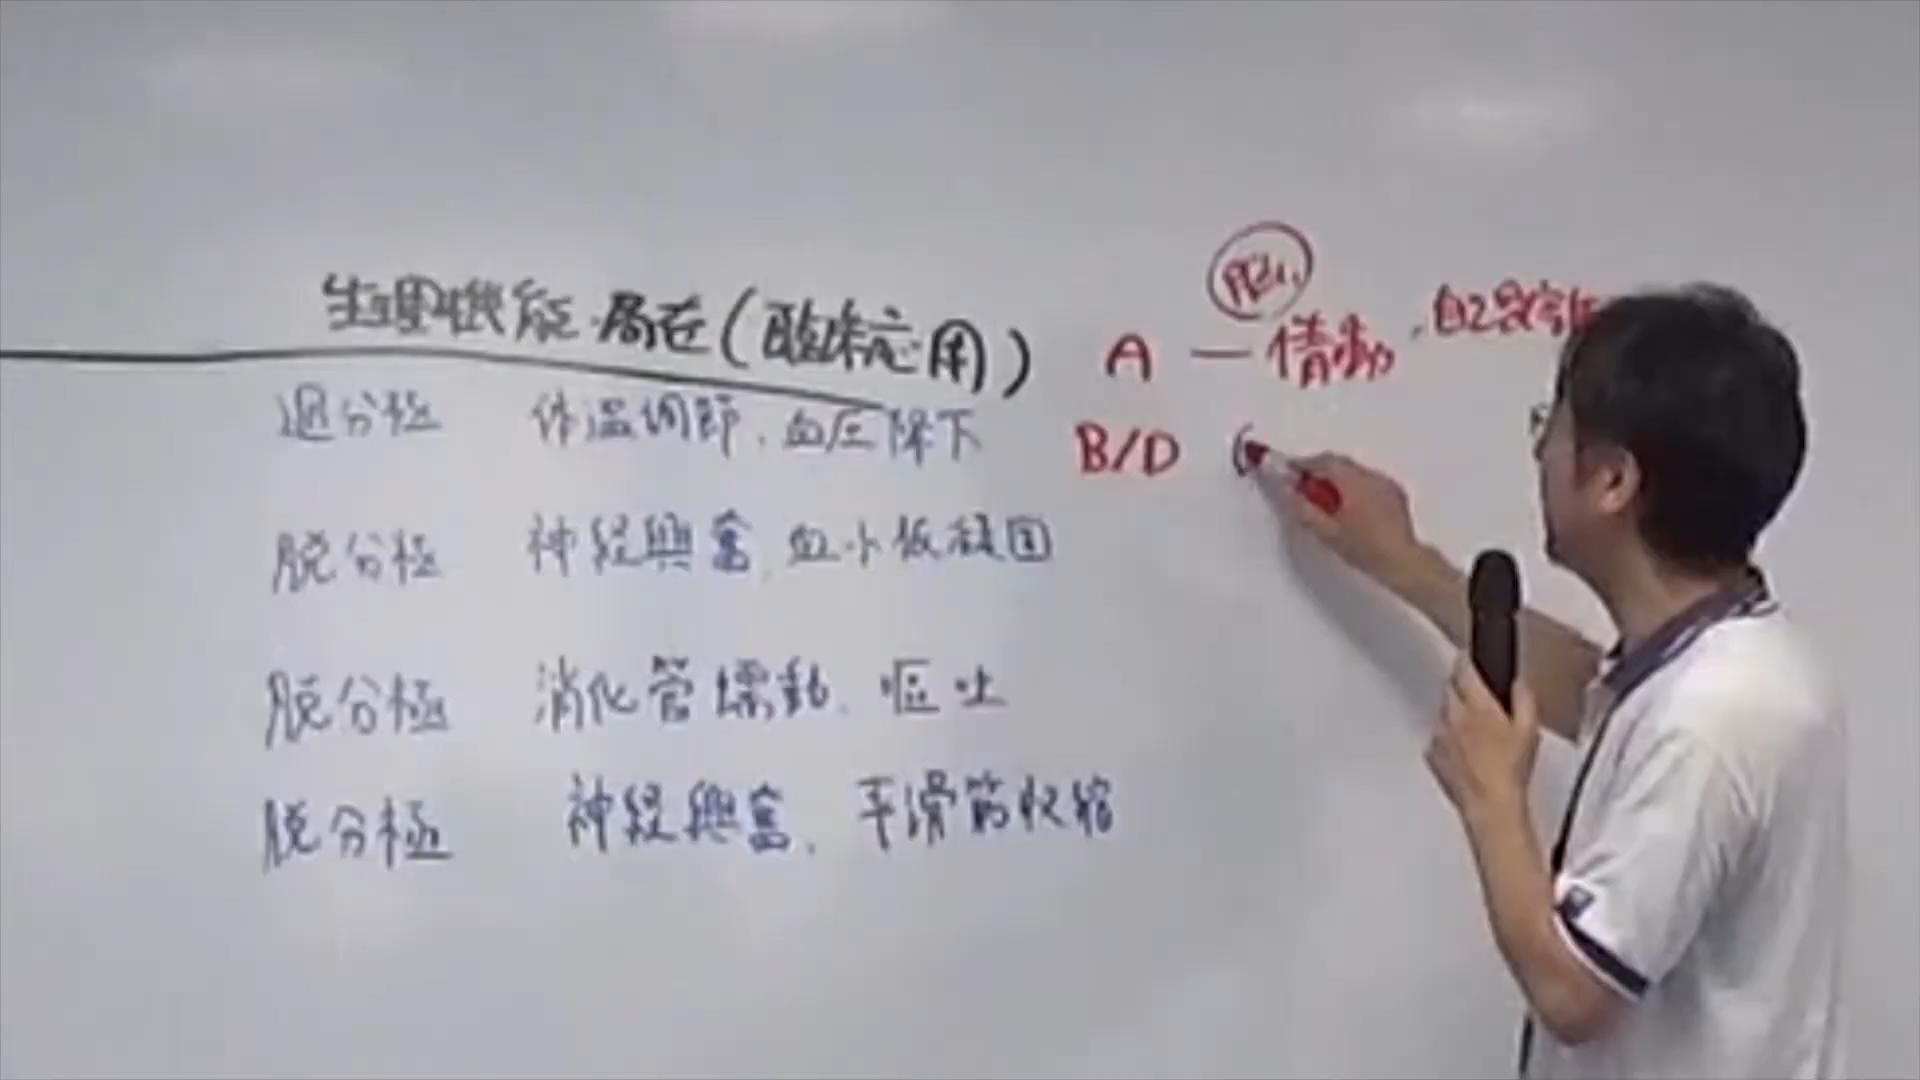 生理機能・局在(臨床応用)
過分極 体温調節、血圧降下
脱分極 神経興奮、血小板凝固
脱分極 消化管蠕動、嘔吐
脱分極 神経興奮、平滑筋収縮
A — 情動、
B/D (